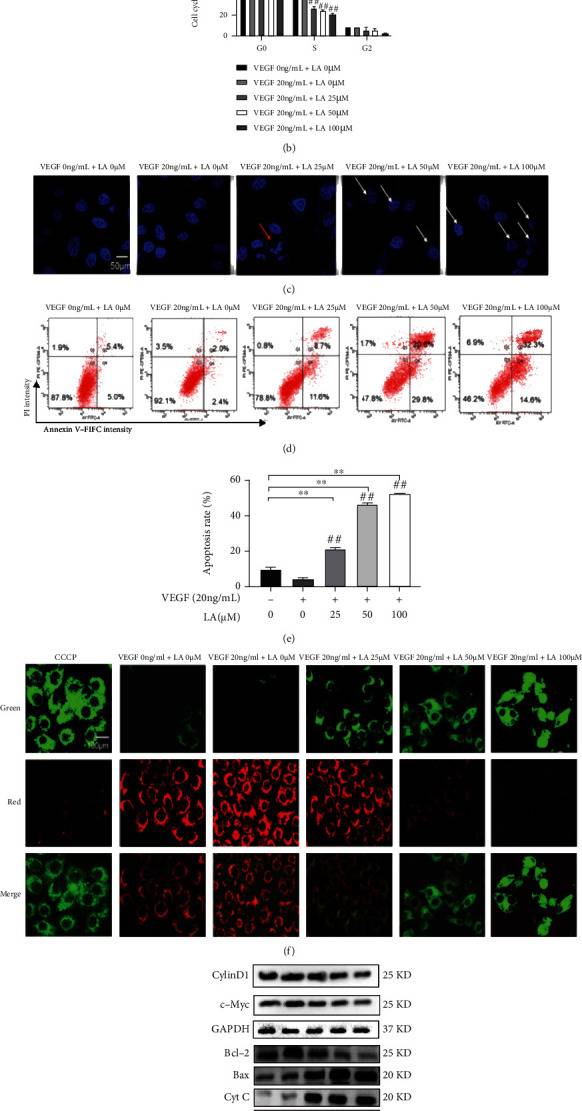 Cell cycl
20
0
##
##
##
G0 S G2
VEGF 0ng/mL + LA 0μM
VEGF 20ng/mL + LA 0μM
VEGF 20ng/mL + LA 25μM
VEGF 20ng/mL + LA 50μM
VEGF 20ng/mL + LA 100μM
(b)
VEGF 0ng/mL + LA 0μM VEGF 20ng/mL + LA 0μM VEGF 20ng/mL + LA 25μM VEGF 20ng/mL + LA 50μM VEGF 20ng/mL + LA 100μM
50μm
(c)
VEGF 0ng/mL + LA 0μM VEGF 20ng/mL + LA 0μM VEGF 20ng/mL + LA 25μM VEGF 20ng/mL + LA 50μM VEGF 20ng/mL + LA 100μM
1.9% 5.4% 3.5% 2.0% 0.8% 8.7% 17% 6.9%
87.8% 5.0% 92.1% 2.4% 78.8% 11.6% 47.8% 29.8% 46.2% 14.6%
PI intensity
Annexin V–FIFC intensity
(d)
Apoptosis rate (%)
60
40
20
0
**
**
**
##
##
##
VEGF (20ng/mL) – + + + +
LA(μM) 0 0 25 50 100
(e)
CCCP VEGF 0ng/ml + LA 0μM VEGF 20ng/ml + LA 0μM VEGF 20ng/ml + LA 25μM VEGF 20ng/ml + LA 50μM VEGF 20ng/ml + LA 100μM
Green
Red
Merge
(f)
CylinD1 25 KD
c–Myc 25 KD
GAPDH 37 KD
Bcl–2 25 KD
Bax 20 KD
Cyt C 20 KD